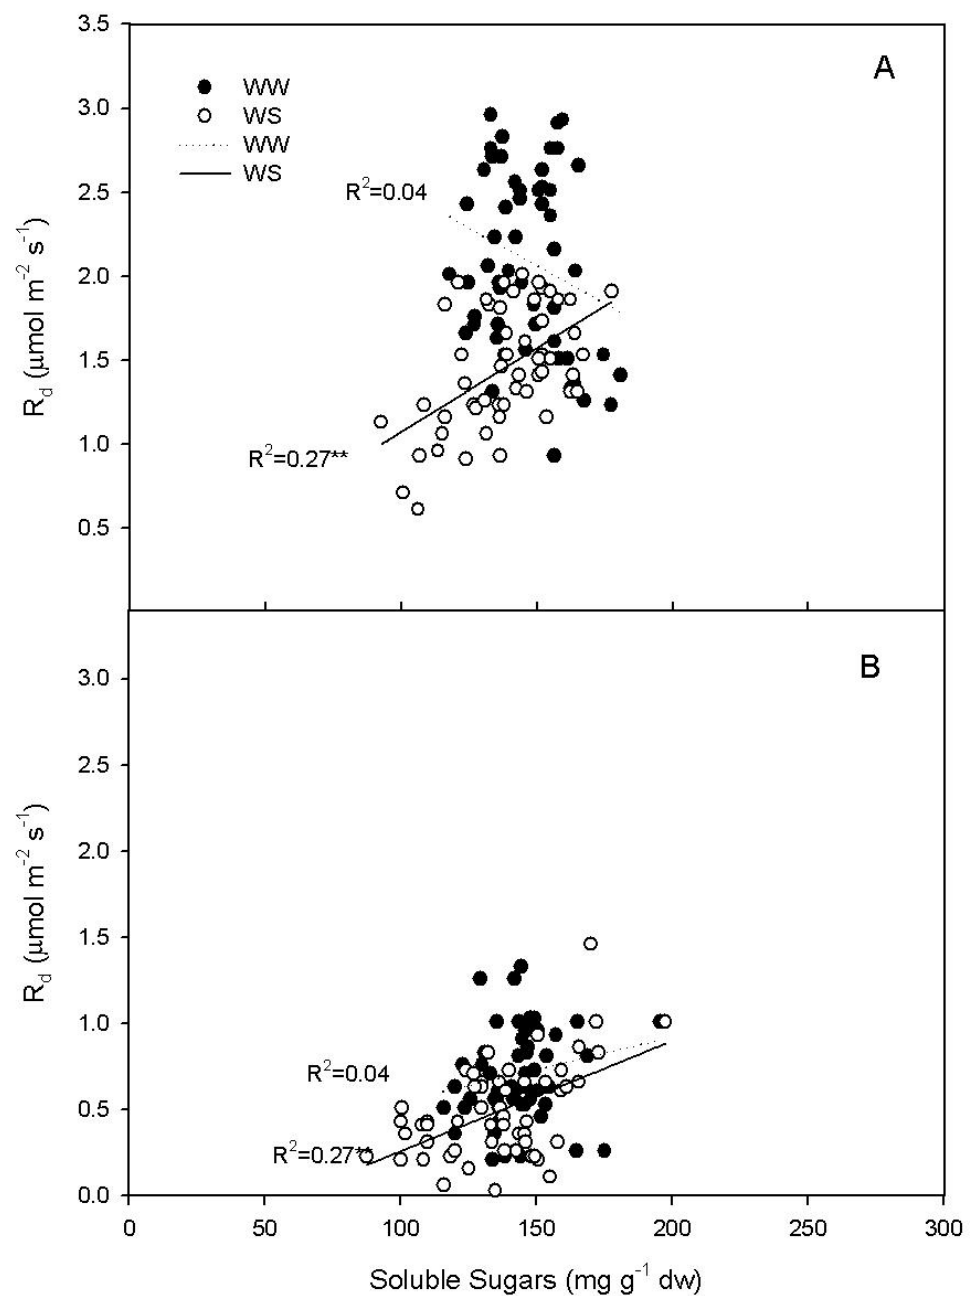 3.5
A
3.0
WW
WS
WW
WS
2.5
R²=0.04
2.0
1.5
R_d (μmol m⁻² s⁻¹)
1.0
R²=0.27**
0.5
B
3.0
2.5
2.0
1.5
R_d (μmol m⁻² s⁻¹)
1.0
R²=0.04
0.5
R²=0.27**
0.0
0 50 100 150 200 250 300
Soluble Sugars (mg g⁻¹ dw)